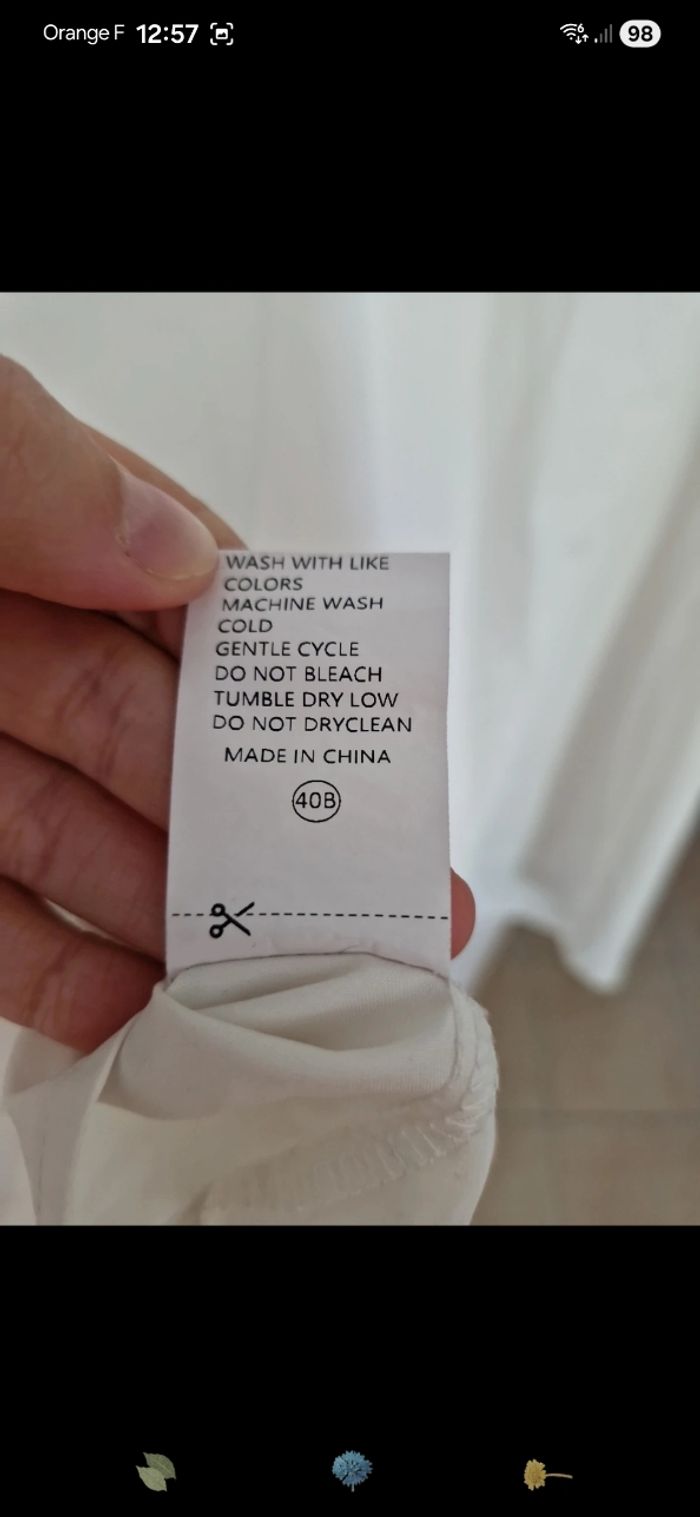 Orange F 12:57 98
WASH WITH LIKE
COLORS
MACHINE WASH
COLD
GENTLE CYCLE
DO NOT BLEACH
TUMBLE DRY LOW
DO NOT DRYCLEAN
MADE IN CHINA
40B